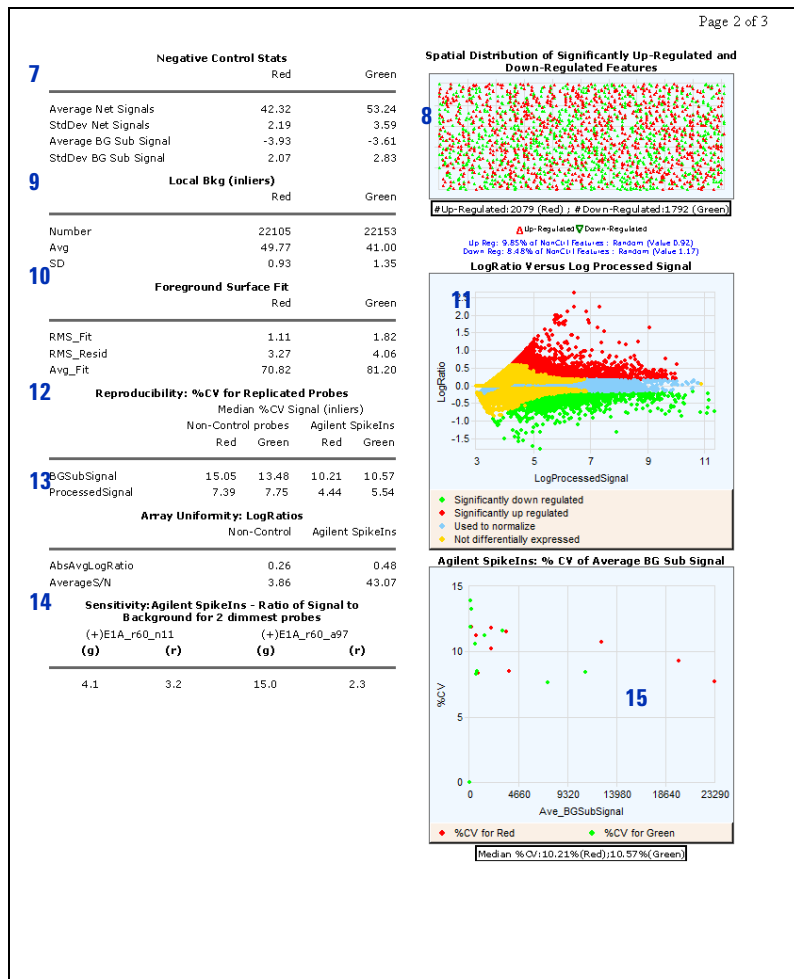 Page 2 of 3
7
Negative Control Stats
Red Green
Average Net Signals 42.32 53.24
StdDev Net Signals 2.19 3.59
Average BG Sub Signal -3.93 -3.61
StdDev BG Sub Signal 2.07 2.83
9
Local Bkg (inliers)
Red Green
Number 22105 22153
Avg 49.77 41.00
SD 0.93 1.35
10
Foreground Surface Fit
Red Green
RMS_Fit 1.11 1.82
RMS_Resid 3.27 4.06
Avg_Fit 70.82 81.20
12
Reproducibility: %CV for Replicated Probes
Median %CV Signal (inliers)
Non-Control probes Agilent SpikeIns
Red Green Red Green
BGSubSignal 15.05 13.48 10.21 10.57
13
ProcessedSignal 7.39 7.75 4.44 5.54
Array Uniformity: LogRatios
Non-Control Agilent SpikeIns
AbsAvgLogRatio 0.26 0.48
AverageS/N 3.86 43.07
14
Sensitivity: Agilent SpikeIns - Ratio of Signal to
Background for 2 dimmest probes
(+)E1A_r60_n11 (+)E1A_r60_a97
(g) (r) (g) (r)
4.1 3.2 15.0 2.3
Spatial Distribution of Significantly Up-Regulated and
Down-Regulated Features
8
#Up-Regulated:2079 (Red) ; #Down-Regulated:1792 (Green)
Up-Regulated Down-Regulated
Up Reg: 9.85% of NonCtrl Features : Random (Value 0.92)
Down Reg: 8.48% of NonCtrl Features : Random (Value 1.17)
LogRatio Versus Log Processed Signal
11
2.5
2.0
1.5
1.0
0.5
0.0
-0.5
-1.0
-1.5
LogRatio
3 5 7 9 11
LogProcessedSignal
Significantly down regulated
Significantly up regulated
Used to normalize
Not differentially expressed
Agilent SpikeIns: % CV of Average BG Sub Signal
15
10
5
0
%CV
15
0 4660 9320 13980 18640 23290
Ave_BGSubSignal
%CV for Red %CV for Green
Median %CV:10.21%(Red);10.57%(Green)